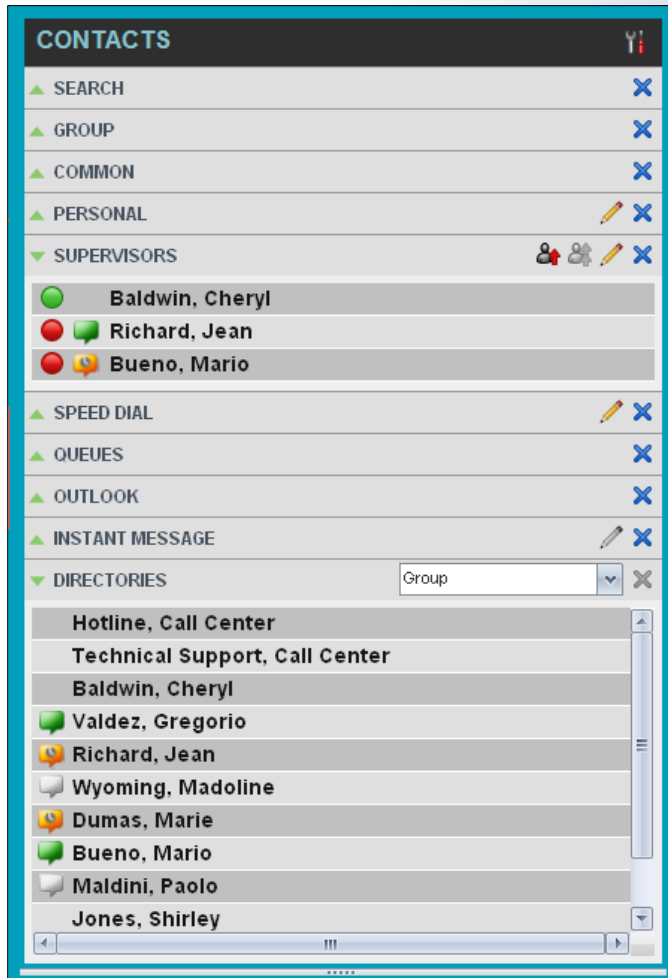 CONTACTS
SEARCH
GROUP
COMMON
PERSONAL
SUPERVISORS
Baldwin, Cheryl
Richard, Jean
Bueno, Mario
SPEED DIAL
QUEUES
OUTLOOK
INSTANT MESSAGE
DIRECTORIES Group
Hotline, Call Center
Technical Support, Call Center
Baldwin, Cheryl
Valdez, Gregorio
Richard, Jean
Wyoming, Madoline
Dumas, Marie
Bueno, Mario
Maldini, Paolo
Jones, Shirley